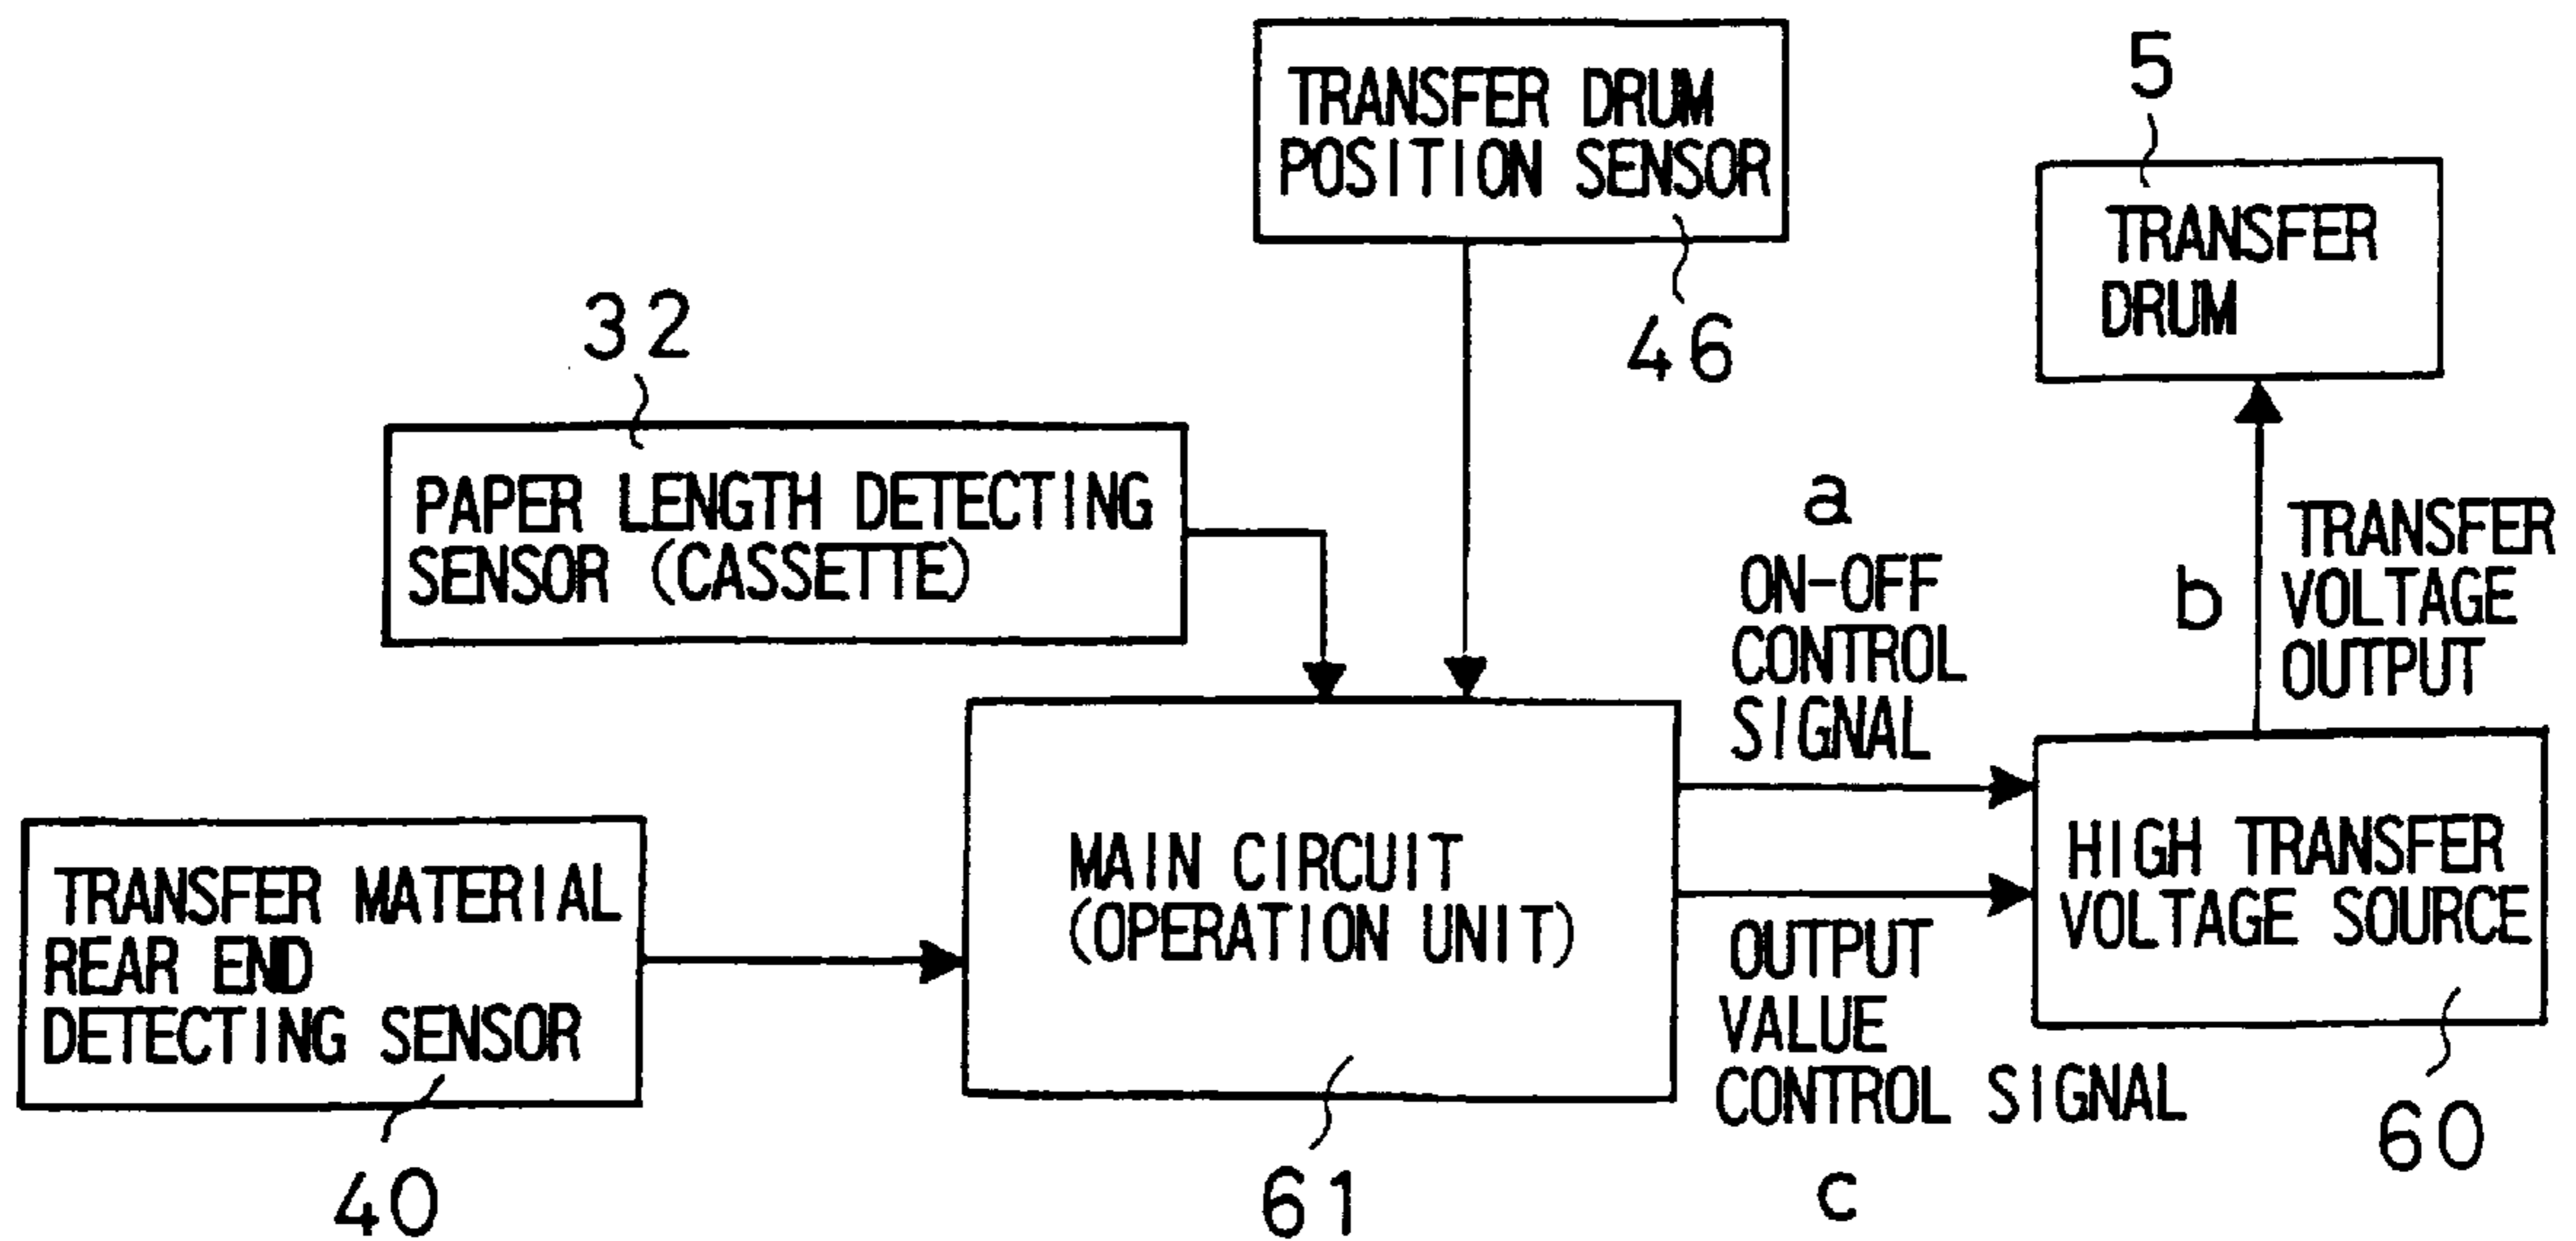 TRANSFER DRUM
POSITION SENSOR
46
5
TRANSFER
DRUM
32
PAPER LENGTH DETECTING
SENSOR (CASSETTE)
a
ON-OFF
CONTROL
SIGNAL
b
TRANSFER
VOLTAGE
OUTPUT
TRANSFER MATERIAL
REAR END
DETECTING SENSOR
40
MAIN CIRCUIT
(OPERATION UNIT)
61
OUTPUT
VALUE
CONTROL SIGNAL
c
HIGH TRANSFER
VOLTAGE SOURCE
60